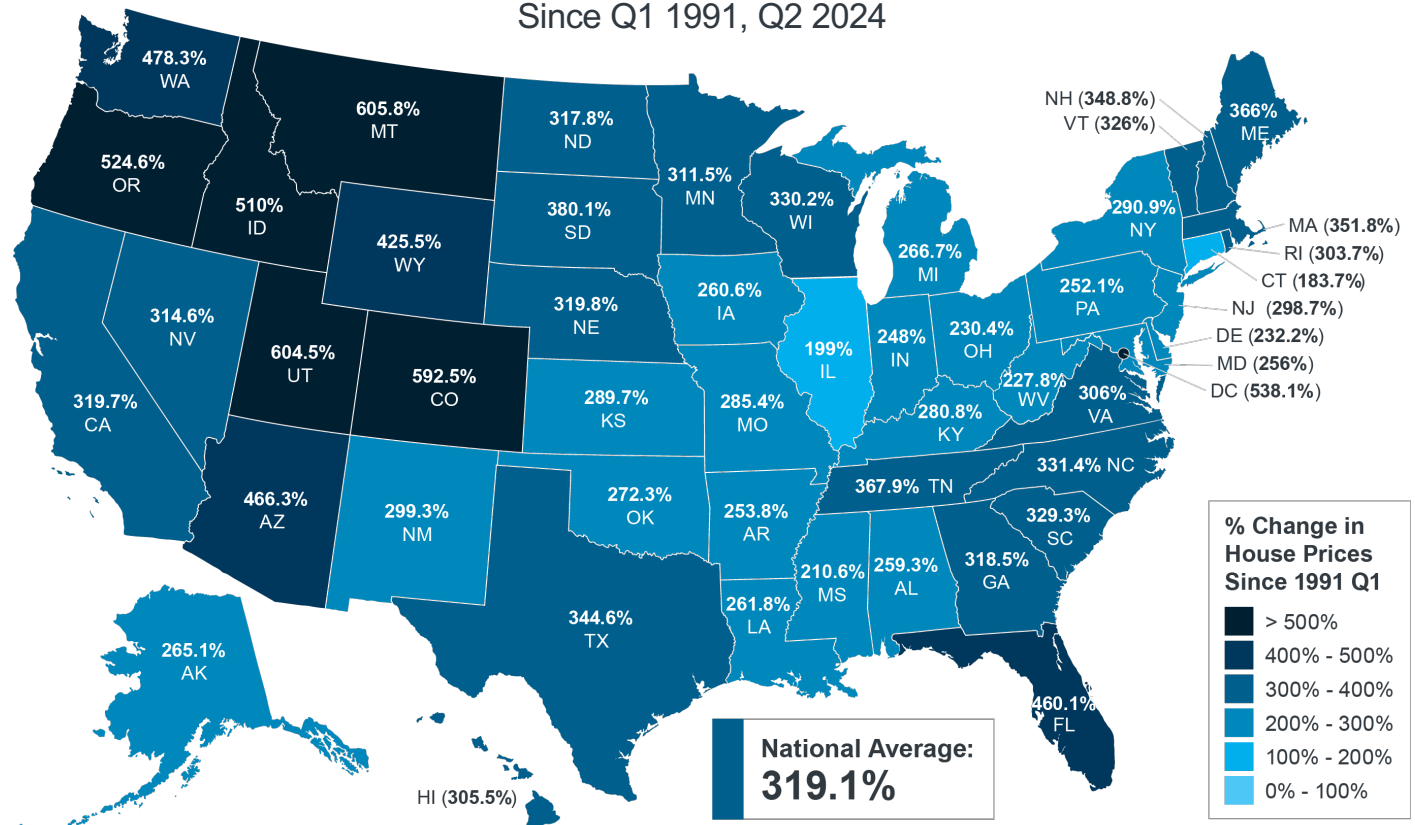 Since Q1 1991, Q2 2024
478.3%
WA
605.8%
MT
317.8%
ND
NH (348.8%)
VT (326%)
366%
ME
524.6%
OR
510%
ID
311.5%
MN
330.2%
WI
380.1%
SD
290.9%
NY
MA (351.8%)
RI (303.7%)
CT (183.7%)
425.5%
WY
266.7%
MI
260.6%
IA
252.1%
PA
NJ (298.7%)
314.6%
NV
319.8%
NE
199%
IL
248%
IN
230.4%
OH
DE (232.2%)
MD (256%)
DC (538.1%)
604.5%
UT
592.5%
CO
227.8%
WV
306%
VA
319.7%
CA
289.7%
KS
285.4%
MO
280.8%
KY
331.4% NC
367.9% TN
466.3%
AZ
299.3%
NM
272.3%
OK
253.8%
AR
329.3%
SC
210.6%
MS
259.3%
AL
318.5%
GA
261.8%
LA
344.6%
TX
265.1%
AK
460.1%
FL
HI (305.5%)
National Average:
319.1%
% Change in
House Prices
Since 1991 Q1
> 500%
400% - 500%
300% - 400%
200% - 300%
100% - 200%
0% - 100%